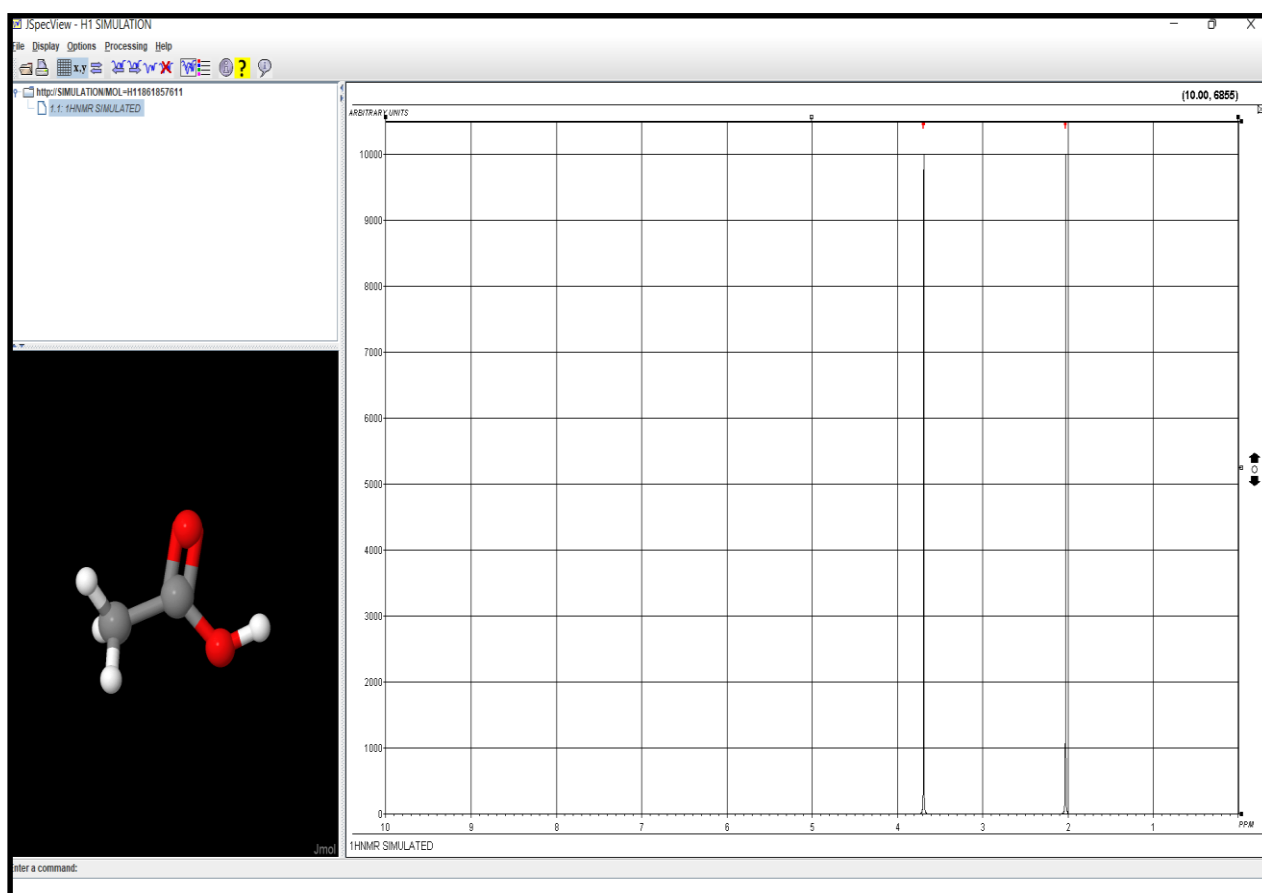 JSpecView - H1 SIMULATION
File Display Options Processing Help
x,y
?
http://SIMULATION/MOL=H11861857611
1.1: 1HNMR SIMULATED
(10.00, 6855)
ARBITRARY UNITS
10000
9000
8000
7000
6000
5000
4000
3000
2000
1000
0
10 9 8 7 6 5 4 3 2 1 PPM
1HNMR SIMULATED
Jmol
Enter a command: